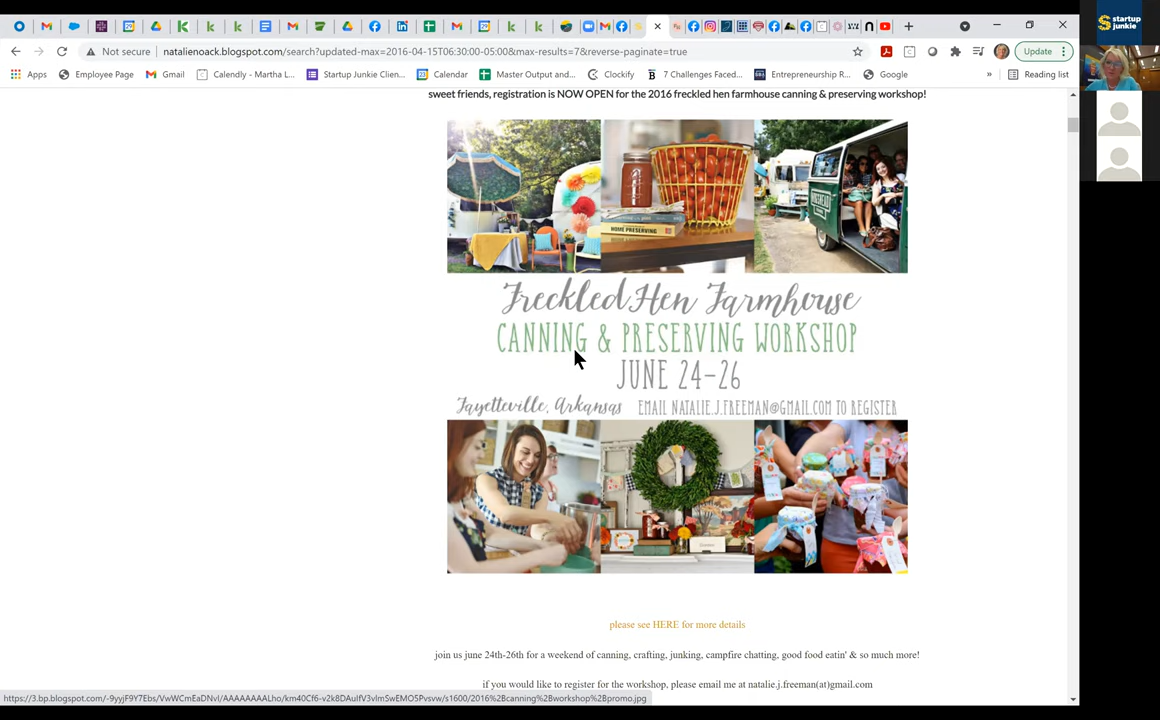 startup
junkie
Not secure
natalienoack.blogspot.com/search?updated-max=2016-04-15T06:30:00-05:00&max-results=7&reverse-paginate=true
Update
Apps
Employee Page
Gmail
Calendly - Martha L...
Startup Junkie Clien...
Calendar
Master Output and...
Clockify
7 Challenges Faced...
Entrepreneurship R...
Google
»
Reading list
sweet friends, registration is NOW OPEN for the 2016 freckled hen farmhouse canning & preserving workshop!
HOME PRESERVING
Freckled Hen Farmhouse
CANNING & PRESERVING WORKSHOP
JUNE 24-26
Fayetteville, Arkansas EMAIL NATALIE.J.FREEMAN@GMAIL.COM TO REGISTER
please see HERE for more details
join us june 24th-26th for a weekend of canning, crafting, junking, campfire chatting, good food eatin' & so much more!
if you would like to register for the workshop, please email me at natalie.j.freeman(at)gmail.com